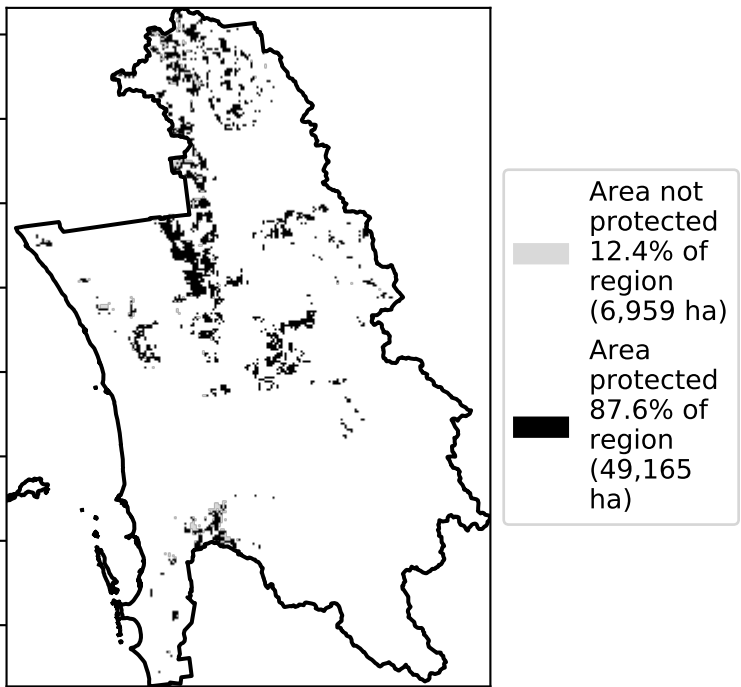 Area not
protected
12.4% of
region
(6,959 ha)
Area
protected
87.6% of
region
(49,165
ha)